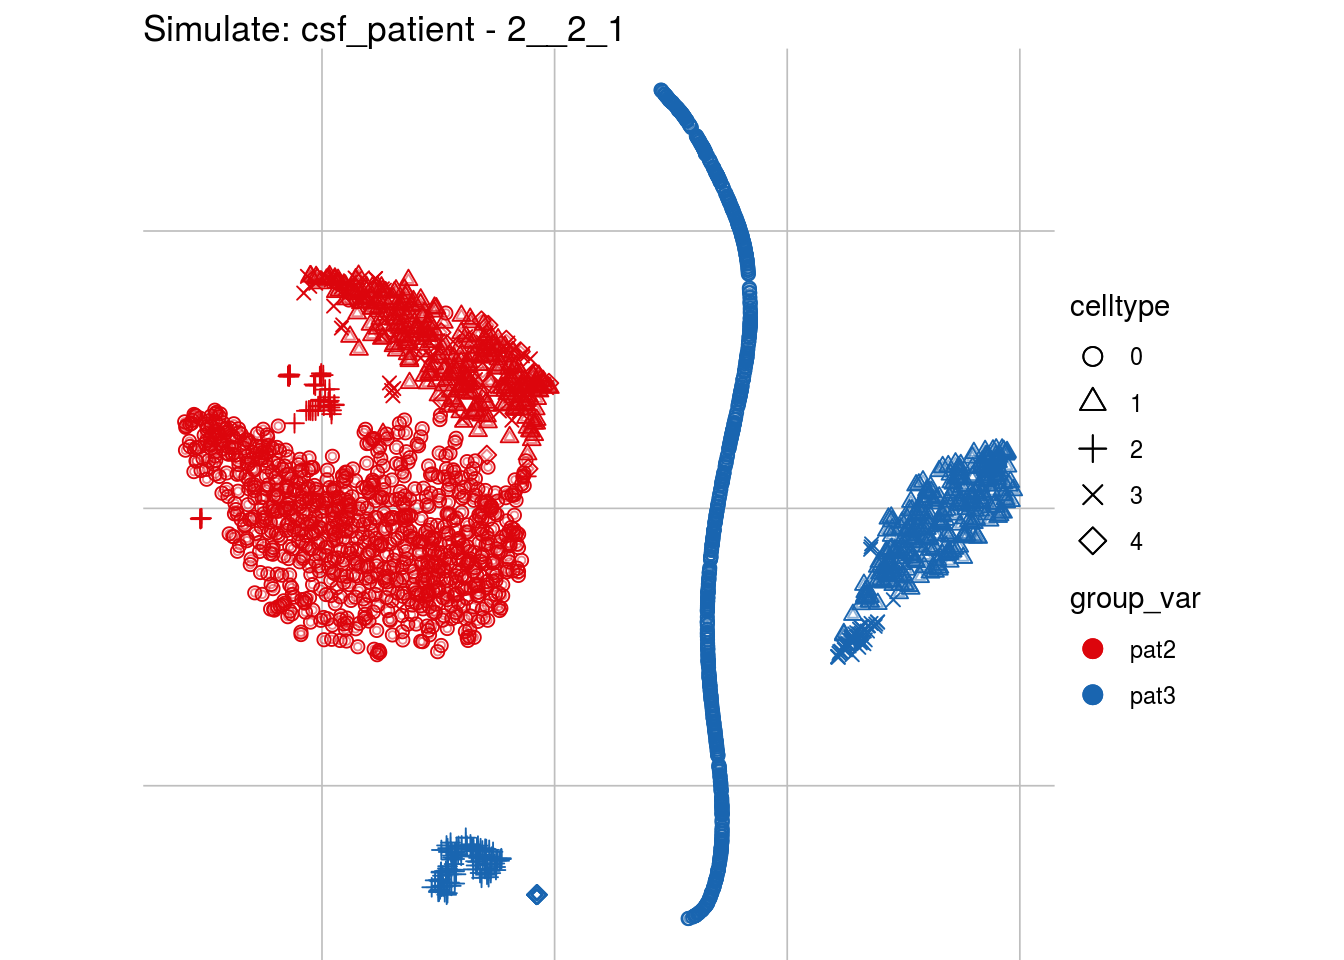 Simulate: csf_patient - 2__2_1
celltype
0
1
2
3
4
group_var
pat2
pat3